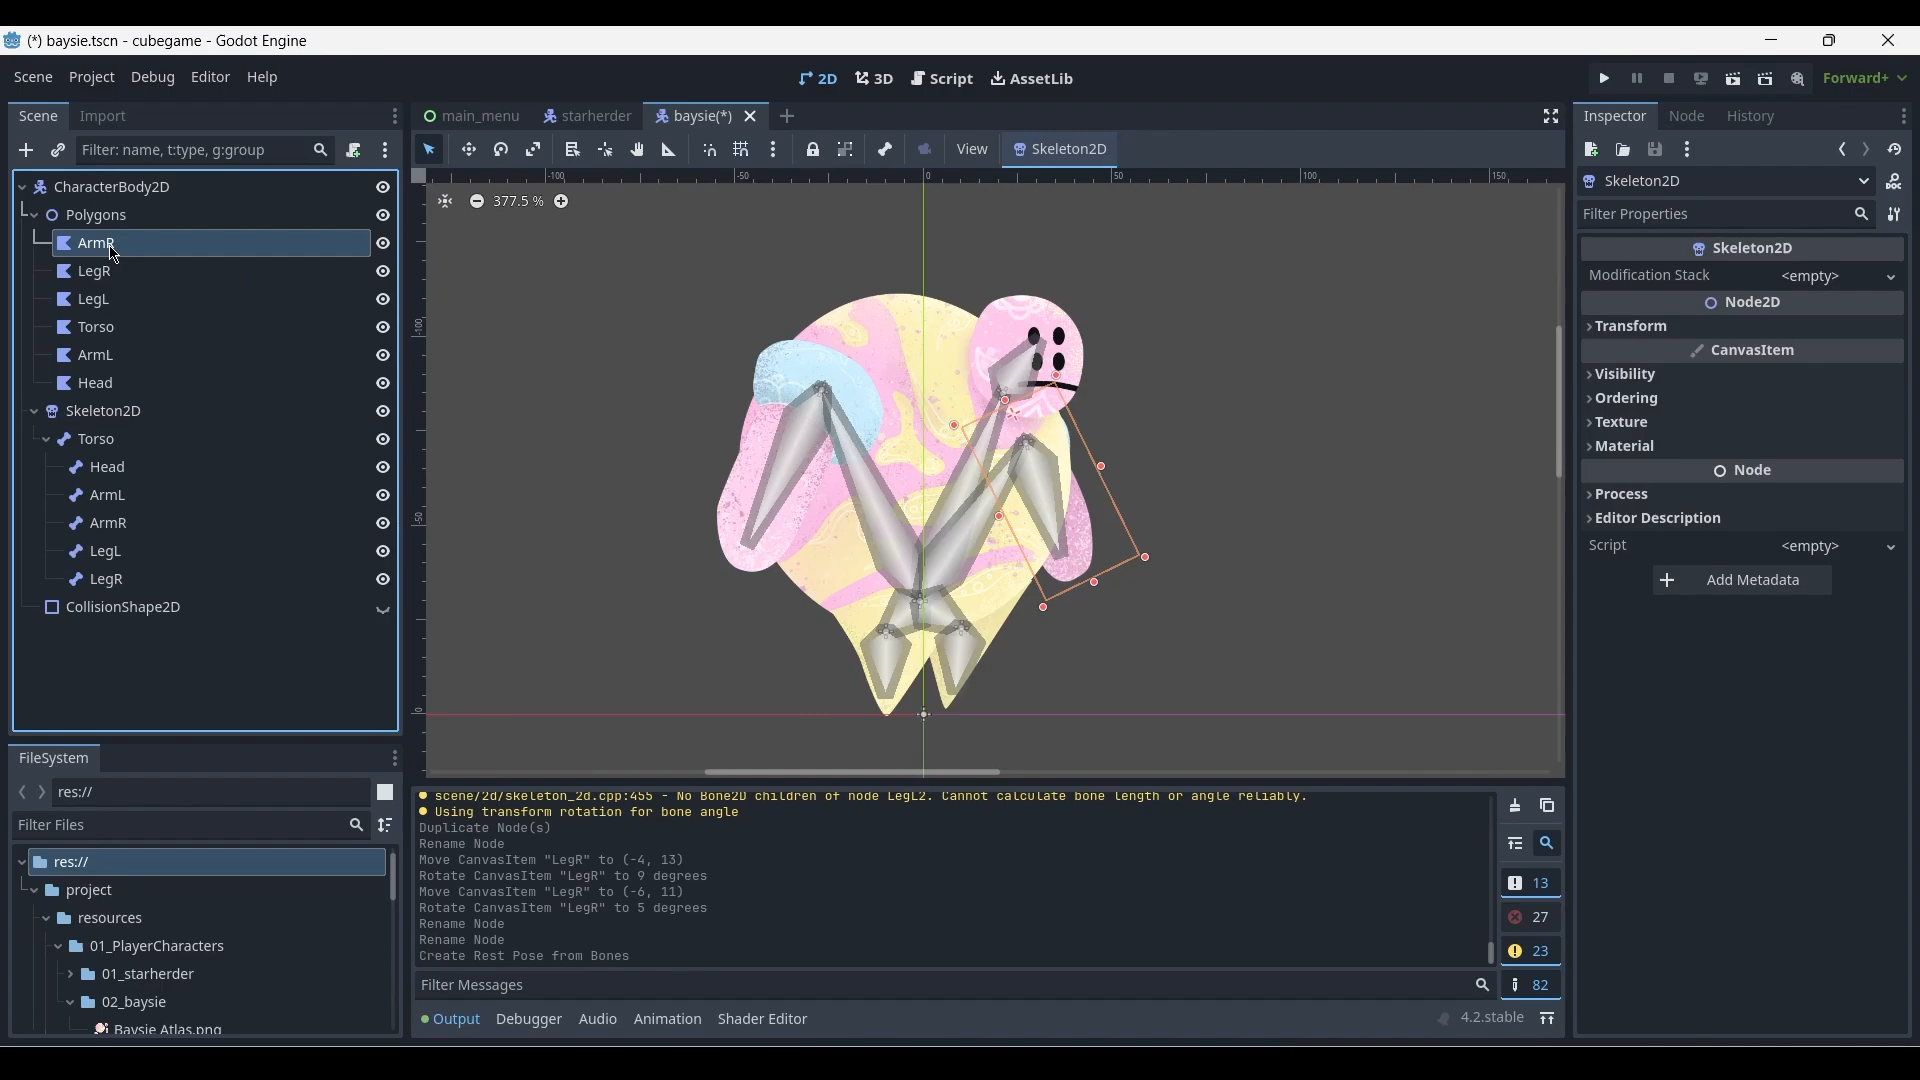 (*) baysie.tscn - cubegame - Godot Engine
Scene Project Debug Editor Help
2D 3D Script AssetLib
Forward+
Scene Import
main_menu starherder baysie(*)
Inspector Node History
Filter: name, t:type, g:group
View Skeleton2D
Skeleton2D
Filter Properties
CharacterBody2D
Polygons
ArmR
LegR
LegL
Torso
ArmL
Head
Skeleton2D
Torso
Head
ArmL
ArmR
LegL
LegR
CollisionShape2D
-100 -50 0 50 100 150
377.5 %
-100
-50
0
Skeleton2D
Modification Stack <empty>
Node2D
Transform
CanvasItem
Visibility
Ordering
Texture
Material
Node
Process
Editor Description
Script <empty>
Add Metadata
FileSystem
res://
Filter Files
res://
project
resources
01_PlayerCharacters
01_starherder
02_baysie
Baysie Atlas.png
scene/2d/skeleton_2d.cpp:455 - No Bone2D children of node LegL2. Cannot calculate bone length or angle reliably.
Using transform rotation for bone angle
Duplicate Node(s)
Rename Node
Move CanvasItem "LegR" to (-4, 13)
Rotate CanvasItem "LegR" to 9 degrees
Move CanvasItem "LegR" to (-6, 11)
Rotate CanvasItem "LegR" to 5 degrees
Rename Node
Rename Node
Create Rest Pose from Bones
13
27
23
82
Filter Messages
Output Debugger Audio Animation Shader Editor
4.2.stable